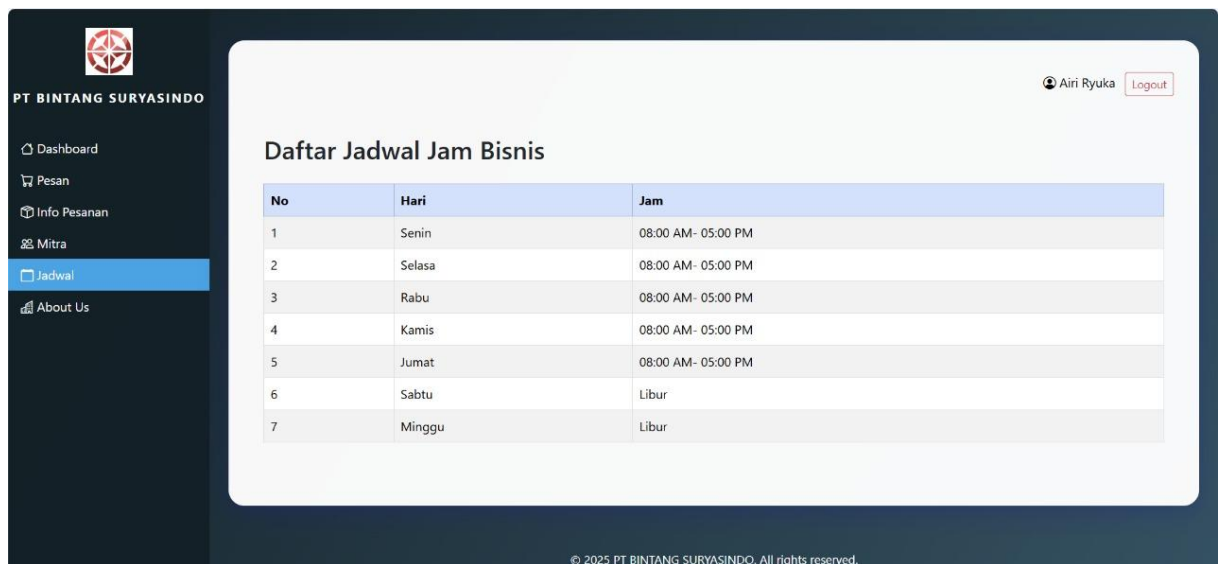 PT BINTANG SURYASINDO
Dashboard
Pesan
Info Pesanan
Mitra
Jadwal
About Us
Airi Ryuka Logout
Daftar Jadwal Jam Bisnis
No Hari Jam
1 Senin 08:00 AM- 05:00 PM
2 Selasa 08:00 AM- 05:00 PM
3 Rabu 08:00 AM- 05:00 PM
4 Kamis 08:00 AM- 05:00 PM
5 Jumat 08:00 AM- 05:00 PM
6 Sabtu Libur
7 Minggu Libur
© 2025 PT BINTANG SURYASINDO. All rights reserved.